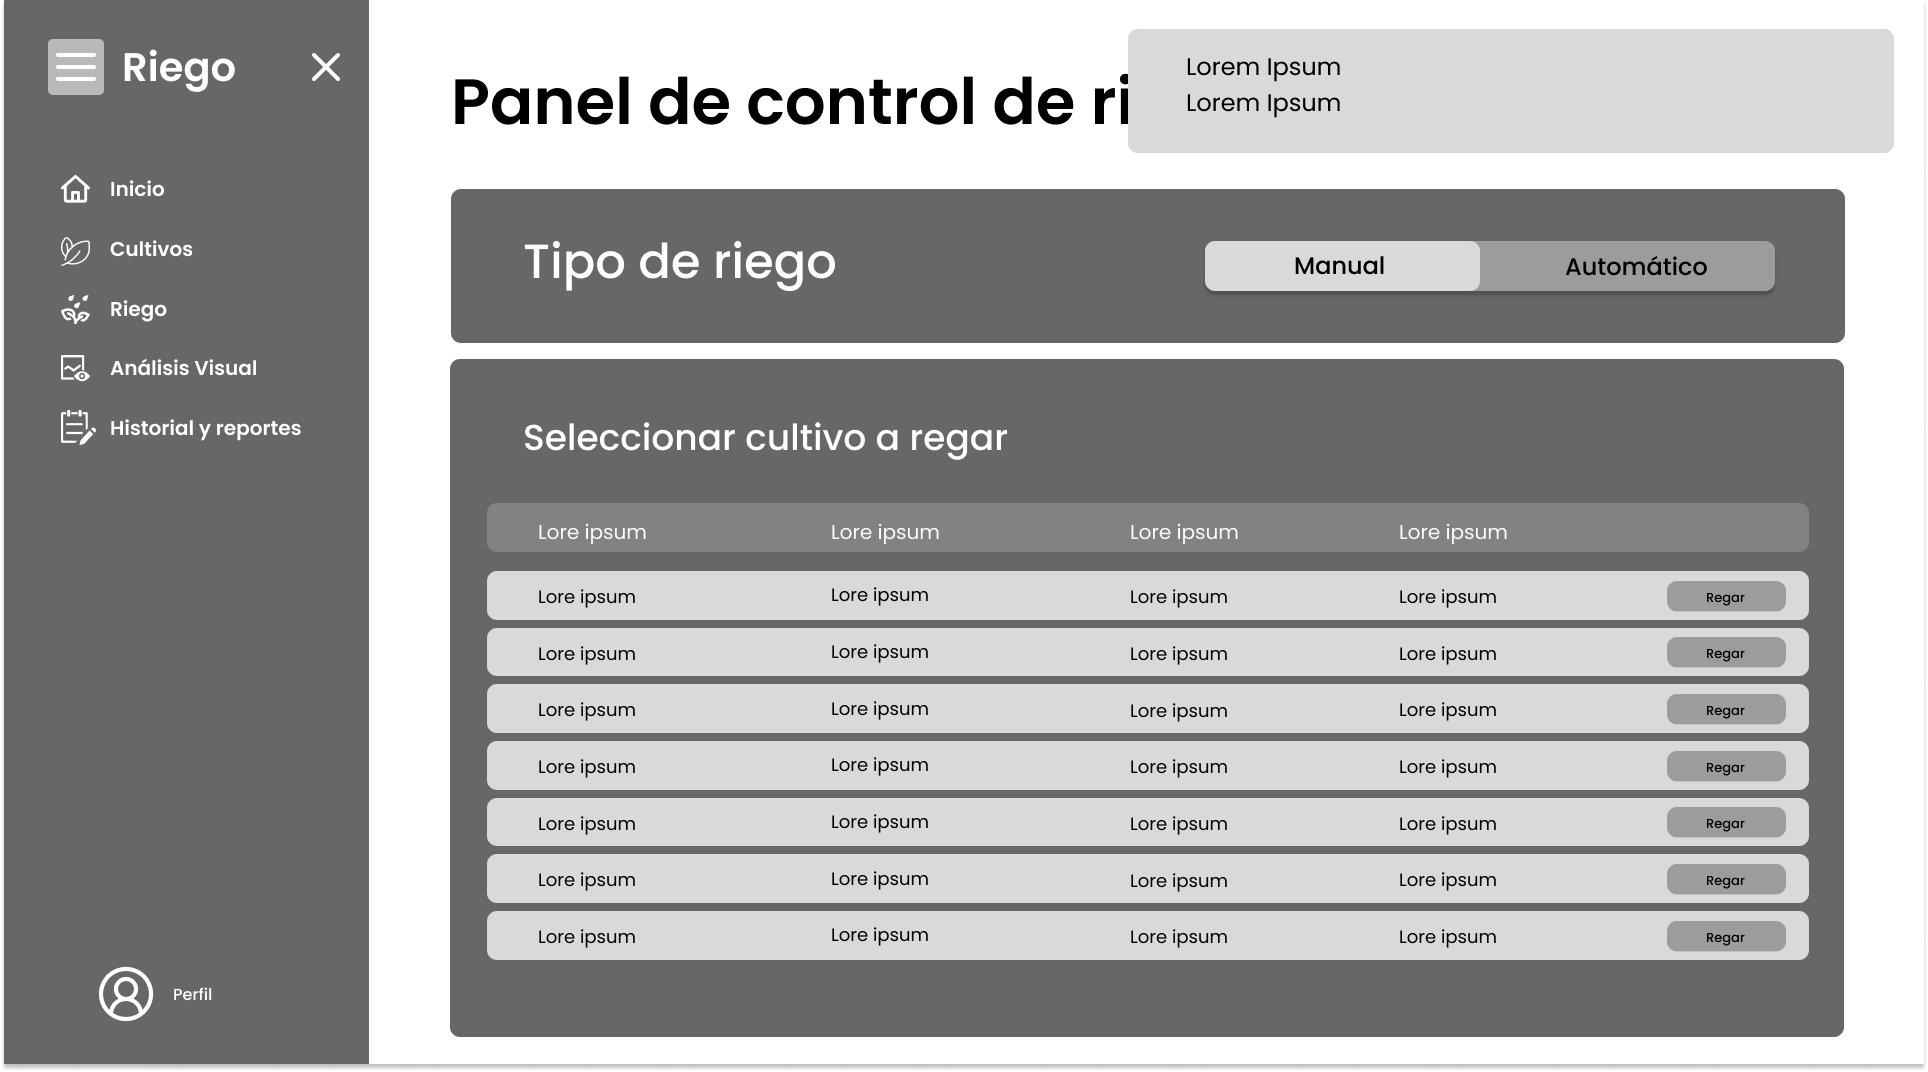 Riego
Inicio
Cultivos
Riego
Análisis Visual
Historial y reportes
Perfil
Panel de control de ri
Lorem Ipsum
Lorem Ipsum
Tipo de riego
Manual Automático
Seleccionar cultivo a regar
Lore ipsum Lore ipsum Lore ipsum Lore ipsum
Lore ipsum Lore ipsum Lore ipsum Lore ipsum Regar
Lore ipsum Lore ipsum Lore ipsum Lore ipsum Regar
Lore ipsum Lore ipsum Lore ipsum Lore ipsum Regar
Lore ipsum Lore ipsum Lore ipsum Lore ipsum Regar
Lore ipsum Lore ipsum Lore ipsum Lore ipsum Regar
Lore ipsum Lore ipsum Lore ipsum Lore ipsum Regar
Lore ipsum Lore ipsum Lore ipsum Lore ipsum Regar